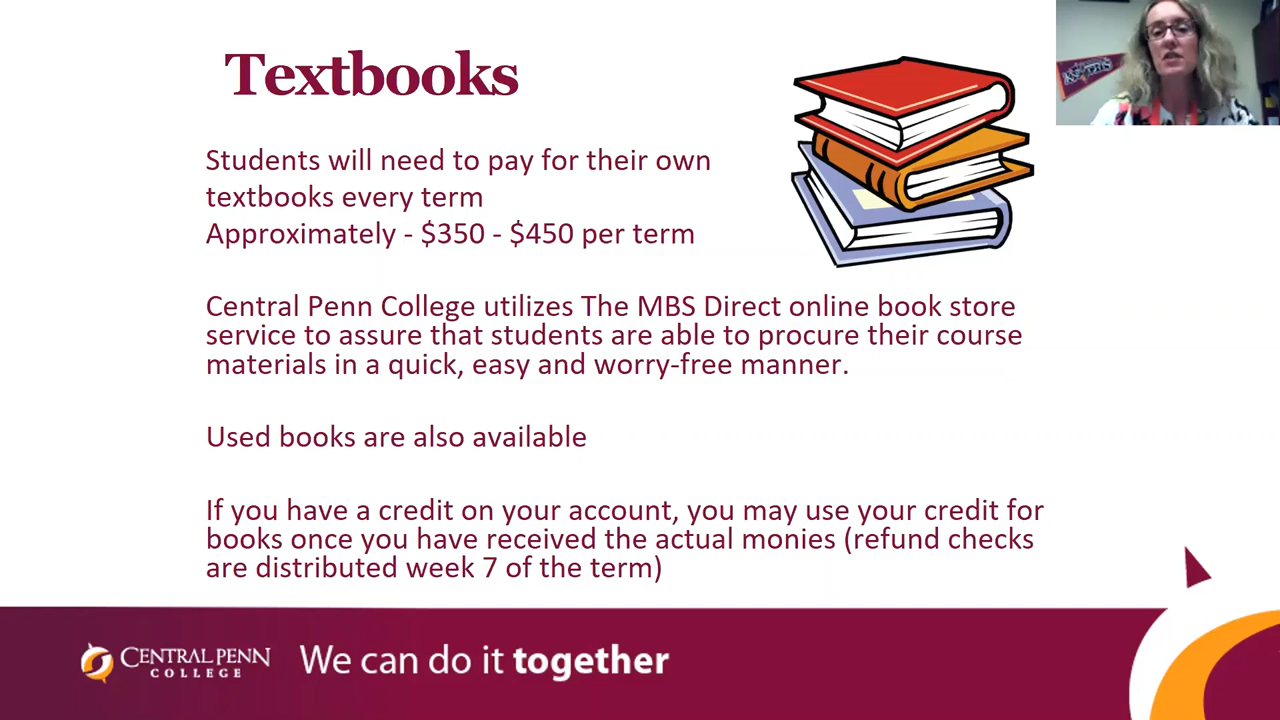 Textbooks
Students will need to pay for their own
textbooks every term
Approximately - $350 - $450 per term
Central Penn College utilizes The MBS Direct online book store
service to assure that students are able to procure their course
materials in a quick, easy and worry-free manner.
Used books are also available
If you have a credit on your account, you may use your credit for
books once you have received the actual monies (refund checks
are distributed week 7 of the term)
CENTRAL PENN
COLLEGE
We can do it together